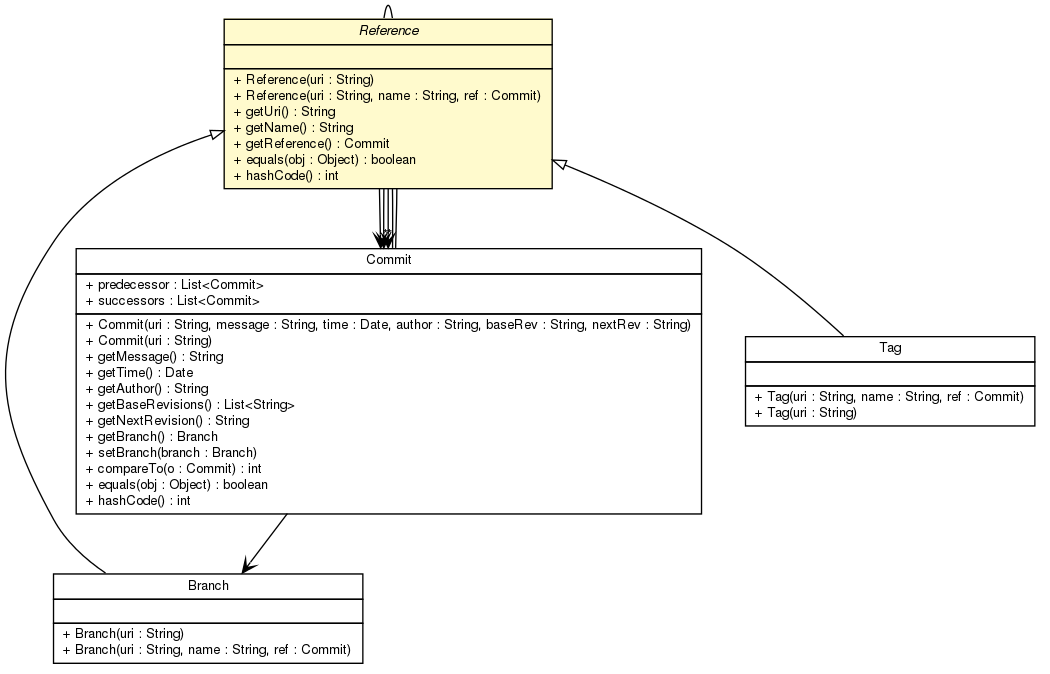 Reference
+ Reference(uri : String)
+ Reference(uri : String, name : String, ref : Commit)
+ getUri() : String
+ getName() : String
+ getReference() : Commit
+ equals(obj : Object) : boolean
+ hashCode() : int
Commit
+ predecessor : List<Commit>
+ successors : List<Commit>
+ Commit(uri : String, message : String, time : Date, author : String, baseRev : String, nextRev : String)
+ Commit(uri : String)
+ getMessage() : String
+ getTime() : Date
+ getAuthor() : String
+ getBaseRevisions() : List<String>
+ getNextRevision() : String
+ getBranch() : Branch
+ setBranch(branch : Branch)
+ compareTo(o : Commit) : int
+ equals(obj : Object) : boolean
+ hashCode() : int
Tag
+ Tag(uri : String, name : String, ref : Commit)
+ Tag(uri : String)
Branch
+ Branch(uri : String)
+ Branch(uri : String, name : String, ref : Commit)